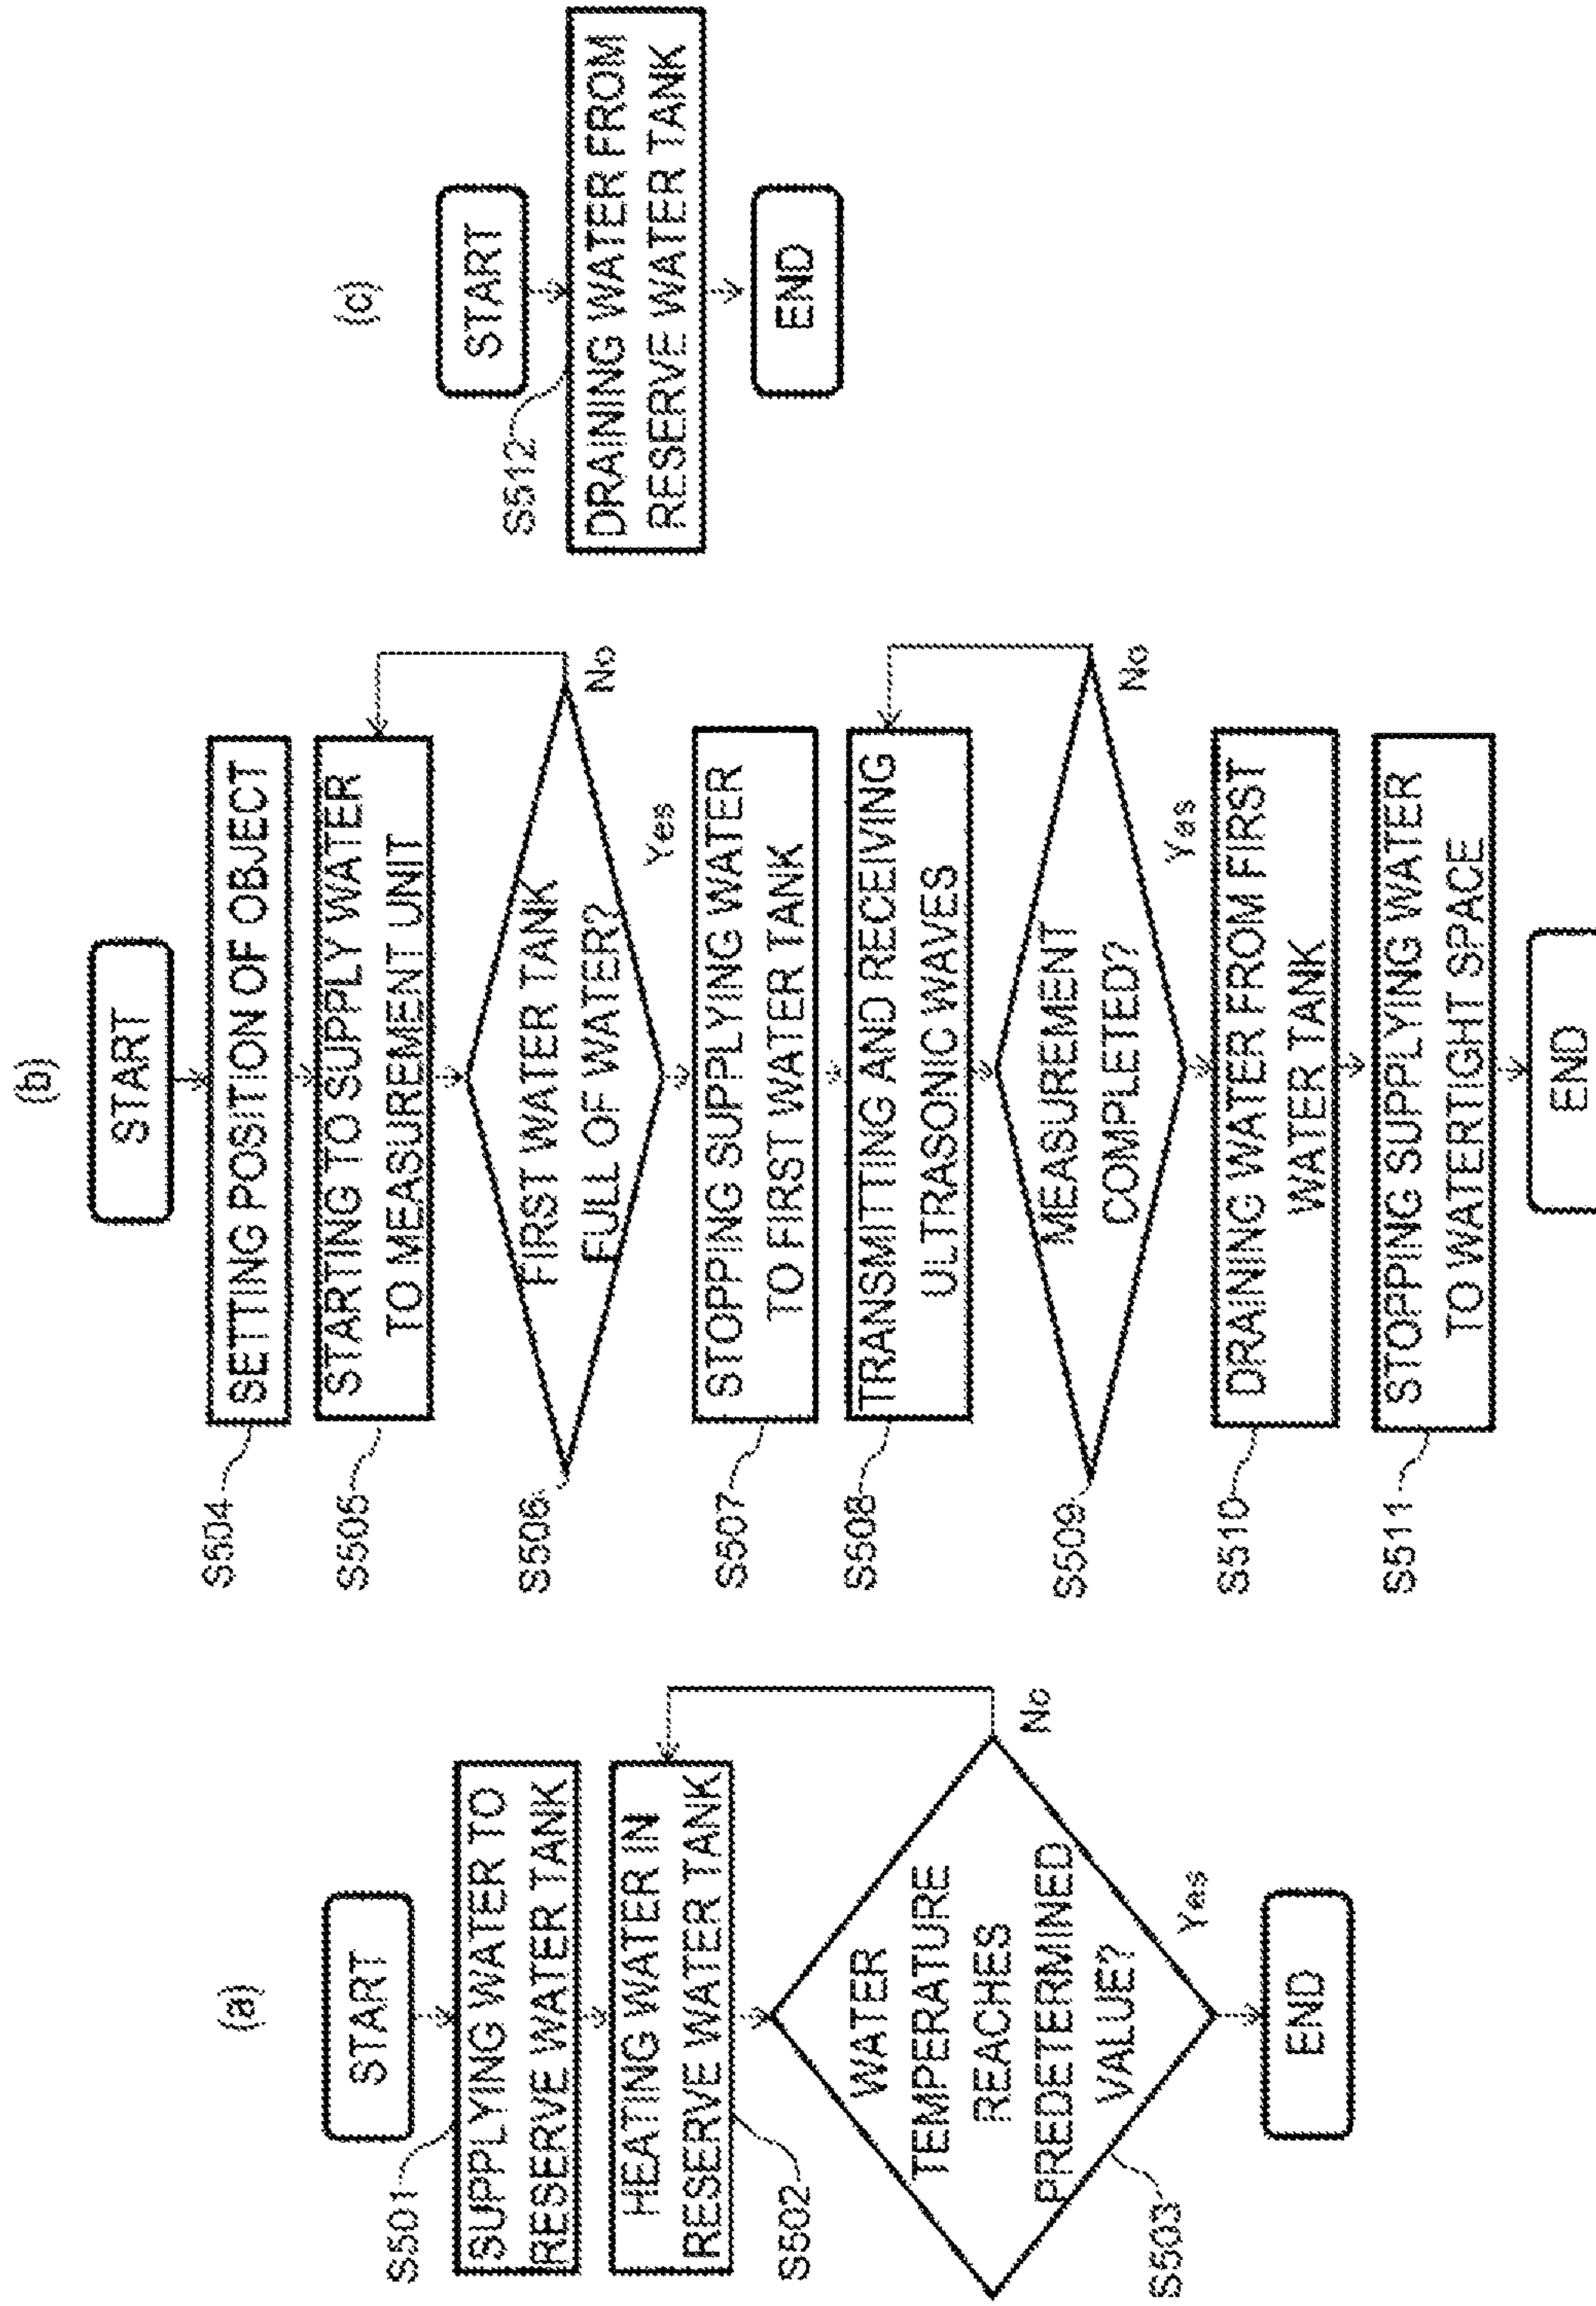 (a)
START
S501
SUPPLYING WATER TO
RESERVE WATER TANK
HEATING WATER IN
RESERVE WATER TANK
S502
WATER
TEMPERATURE
REACHES
PREDETERMINED
VALUE?
No
S503
Yes
END
(b)
START
S504
SETTING POSITION OF OBJECT
S505
STARTING TO SUPPLY WATER
TO MEASUREMENT UNIT
S506
FIRST WATER TANK
FULL OF WATER?
No
Yes
S507
STOPPING SUPPLYING WATER
TO FIRST WATER TANK
S508
TRANSMITTING AND RECEIVING
ULTRASONIC WAVES
S509
MEASUREMENT
COMPLETED?
No
Yes
S510
DRAINING WATER FROM FIRST
WATER TANK
S511
STOPPING SUPPLYING WATER
TO WATERTIGHT SPACE
END
(c)
START
S512
DRAINING WATER FROM
RESERVE WATER TANK
END